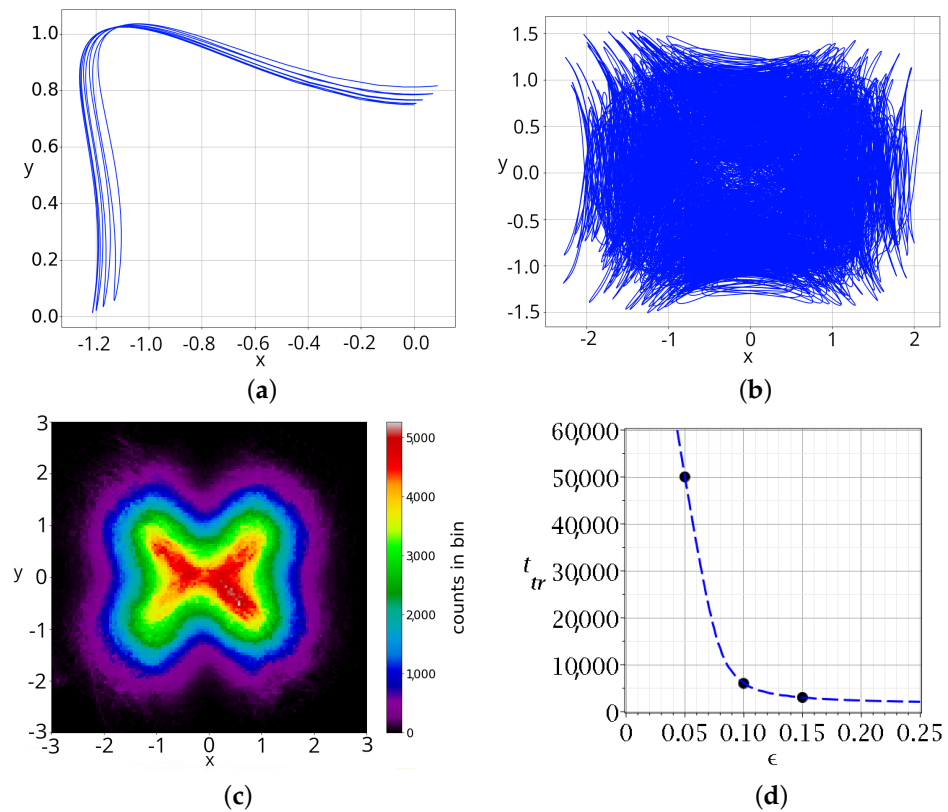 1.0
0.8
0.6
0.4
0.2
0.0
y
-1.2 -1.0 -0.8 -0.6 -0.4 -0.2 0.0
x
(a)
1.5
1.0
0.5
0.0
-0.5
-1.0
-1.5
y
-2 -1 0 1 2
x
(b)
3
2
1
0
-1
-2
-3
y
-3 -2 -1 0 1 2 3
x
5,000
4,000
3,000
2,000
1,000
0
counts in bin
(c)
60,000
50,000
40,000
30,000
20,000
10,000
0
t_tr
0 0.05 0.10 0.15 0.20 0.25
ϵ
(d)